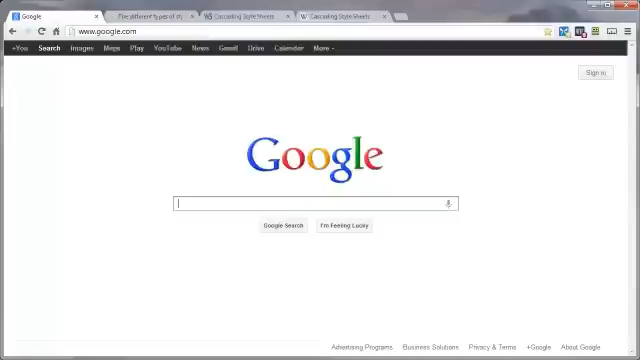 Google
The different types of
Cascading Style Sheets
Cascading Style Sheets
www.google.com
+You Search Images Maps Play YouTube News Gmail Drive Calendar More
Sign in
Google
Google Search
I'm Feeling Lucky
Advertising Programs Business Solutions Privacy & Terms +Google About Google